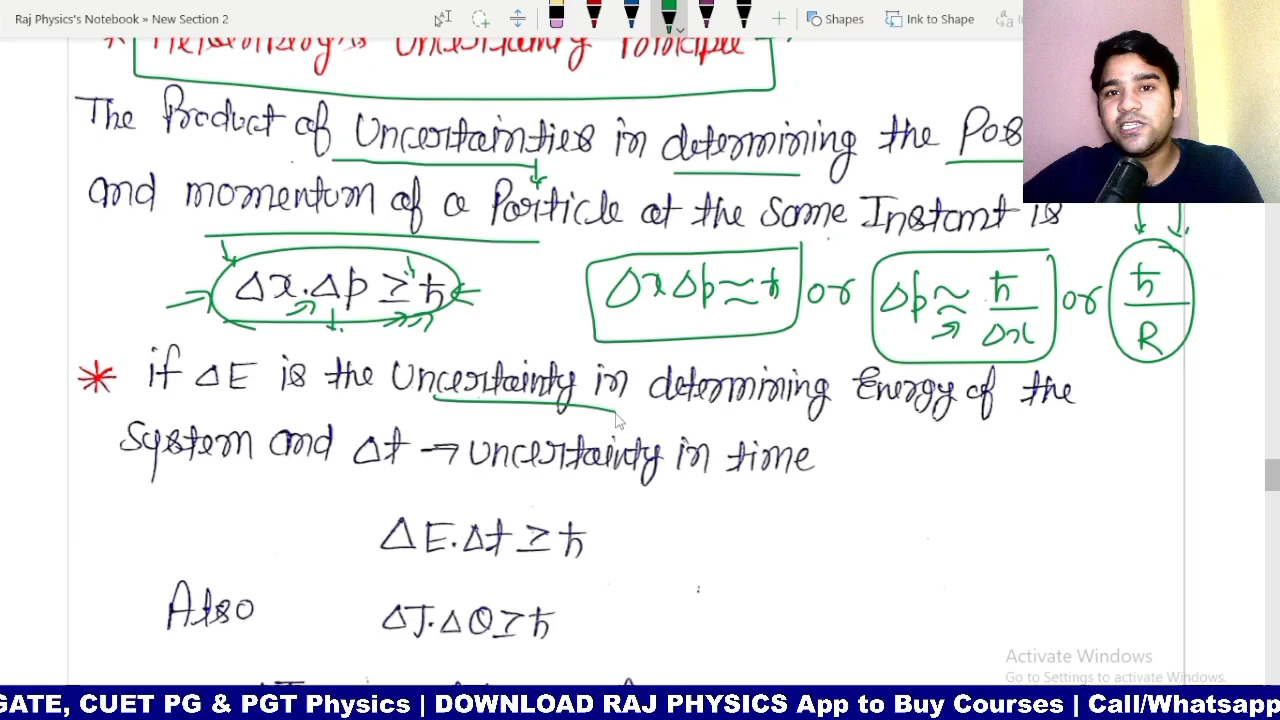 Raj Physics's Notebook » New Section 2
Shapes
Ink to Shape
* Heisenberg's Uncertainty Principle
The Product of Uncertainties in determining the Pos
and momentum of a Particle at the Same Instant is
Δx.Δp ≥ ħ
ΔxΔp ≈ ħ or Δp ≈ ħ/Δx or ħ/R
* if ΔE is the Uncertainty in determining Energy of the
System and Δt → uncertainty in time
ΔE.Δt ≥ ħ
Also ΔJ.ΔΘ ≥ ħ
Activate Windows
Go to Settings to activate Windows.
GATE, CUET PG & PGT Physics | DOWNLOAD RAJ PHYSICS App to Buy Courses | Call/Whatsapp